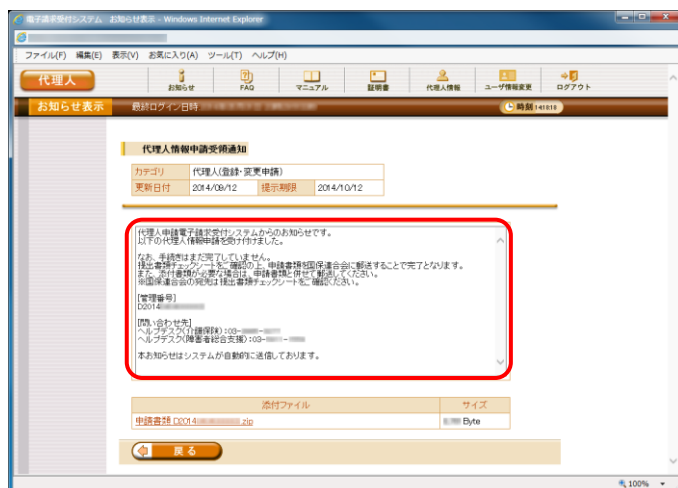 電子請求受付システム お知らせ表示 - Windows Internet Explorer
ファイル(F) 編集(E) 表示(V) お気に入り(A) ツール(T) ヘルプ(H)
代理人
お知らせ FAQ マニュアル 証明書 代理人情報 ユーザ情報変更 ログアウト
お知らせ表示 最終ログイン日時 時刻
代理人情報申請受領通知
カテゴリ 代理人(登録・変更申請)
更新日付 2014/09/12 提示期限 2014/10/12
代理人申請電子請求受付システムからのお知らせです。
以下の代理人情報申請を受け付けました。
なお、手続きはまだ完了していません。
提出書類チェックシートをご確認の上、申請書類を国保連合会に郵送することで完了となります。
また、添付書類が必要な場合は、申請書類と併せて郵送してください。
※国保連合会の宛先は提出書類チェックシートをご確認ください。
[管理番号]
D2014
[問い合わせ先]
ヘルプデスク(介護保険):03-
ヘルプデスク(障害者総合支援):03-
本お知らせはシステムが自動的に送信しております。
添付ファイル サイズ
申請書類 D2014 .zip Byte
戻る
100%